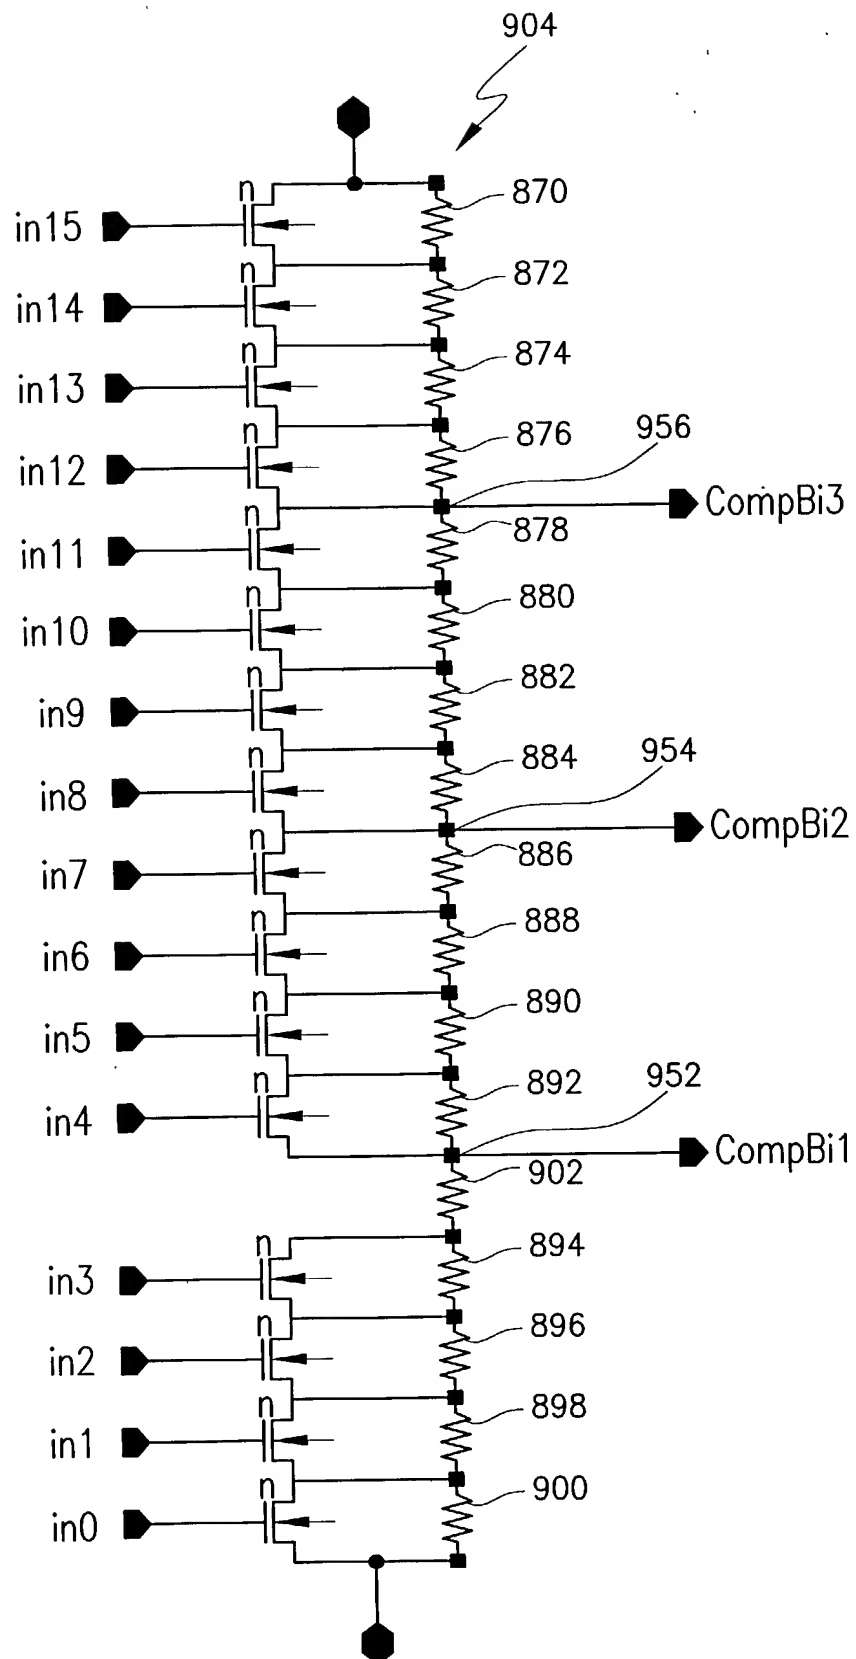 904
n
870
in15
n
872
in14
n
874
in13
n
876
956
in12
CompBi3
n
878
in11
n
880
in10
n
882
in9
n
884
954
in8
CompBi2
n
886
in7
n
888
in6
n
890
in5
n
892
952
in4
CompBi1
902
n
894
in3
n
896
in2
n
898
in1
n
900
in0